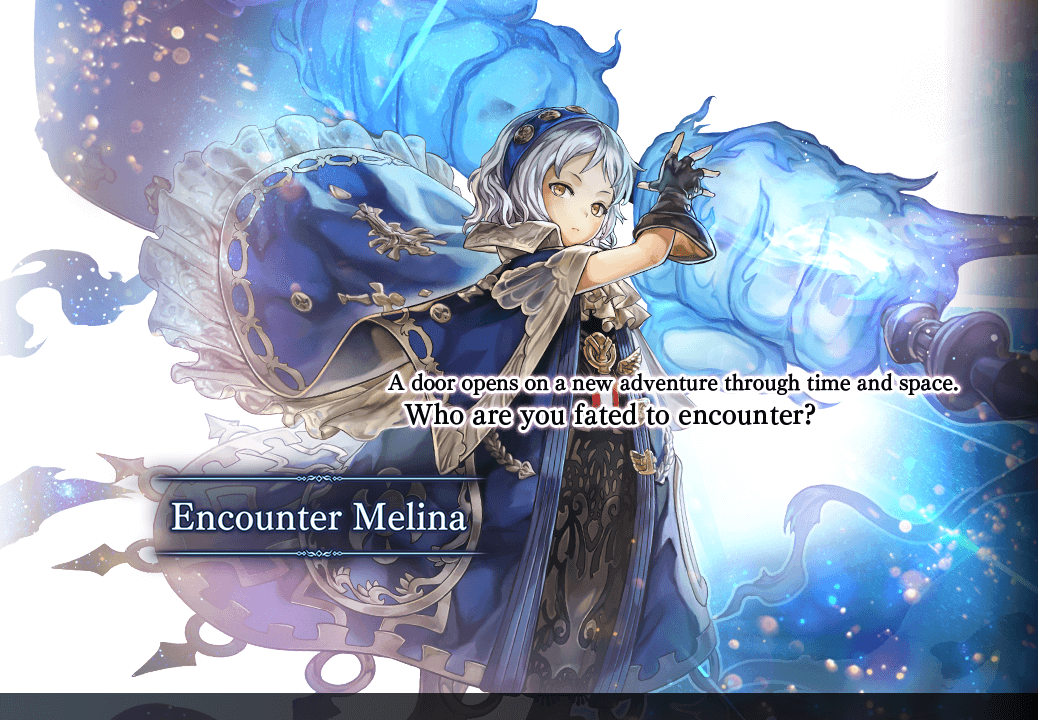 A door opens on a new adventure through time and space.
Who are you fated to encounter?
Encounter Melina